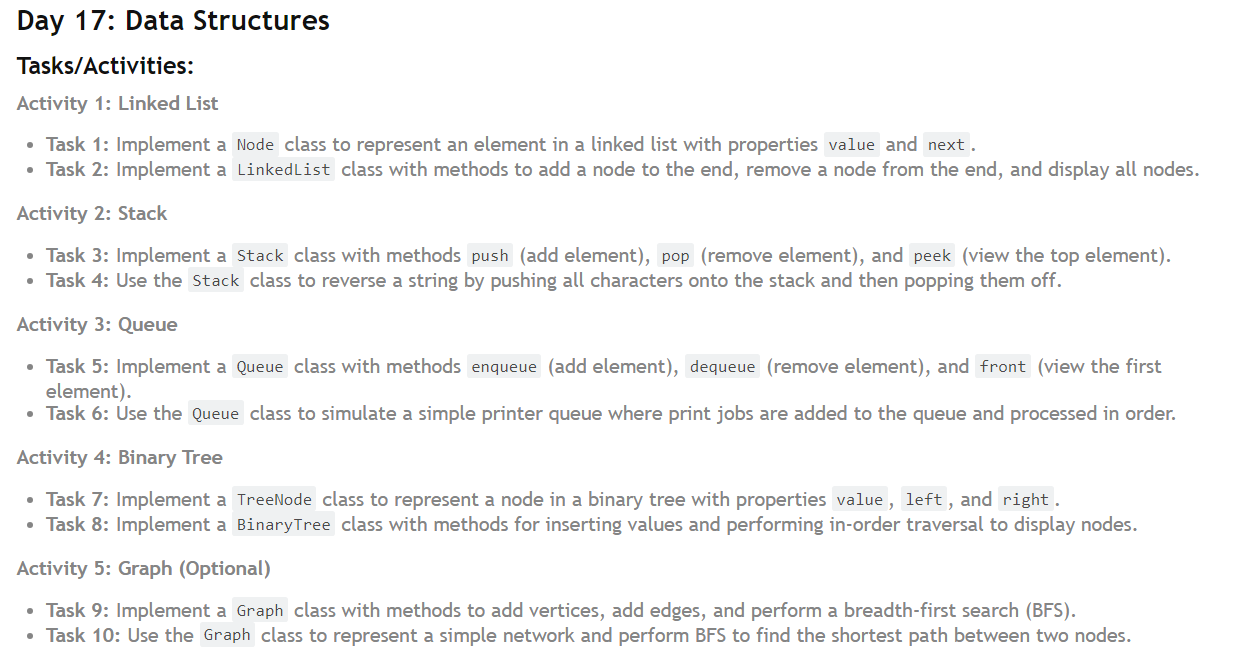 Day 17: Data Structures
Tasks/Activities:
Activity 1: Linked List
• Task 1: Implement a Node class to represent an element in a linked list with properties value and next.
• Task 2: Implement a LinkedList class with methods to add a node to the end, remove a node from the end, and display all nodes.
Activity 2: Stack
• Task 3: Implement a Stack class with methods push (add element), pop (remove element), and peek (view the top element).
• Task 4: Use the Stack class to reverse a string by pushing all characters onto the stack and then popping them off.
Activity 3: Queue
• Task 5: Implement a Queue class with methods enqueue (add element), dequeue (remove element), and front (view the first
element).
• Task 6: Use the Queue class to simulate a simple printer queue where print jobs are added to the queue and processed in order.
Activity 4: Binary Tree
• Task 7: Implement a TreeNode class to represent a node in a binary tree with properties value, left, and right.
• Task 8: Implement a BinaryTree class with methods for inserting values and performing in-order traversal to display nodes.
Activity 5: Graph (Optional)
• Task 9: Implement a Graph class with methods to add vertices, add edges, and perform a breadth-first search (BFS).
• Task 10: Use the Graph class to represent a simple network and perform BFS to find the shortest path between two nodes.